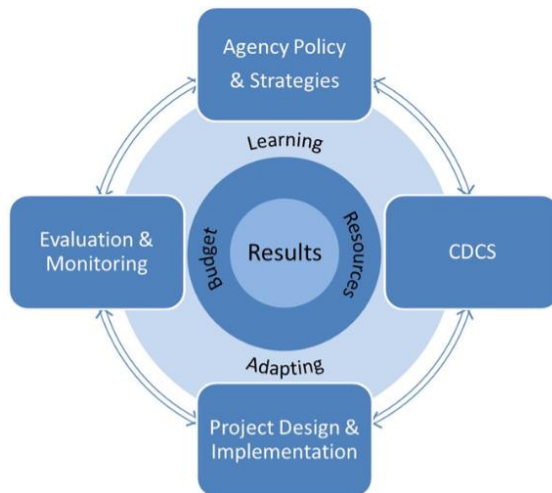 Agency Policy
& Strategies
Learning
Evaluation &
Monitoring
Budget
Results
Resources
CDCS
Adapting
Project Design &
Implementation